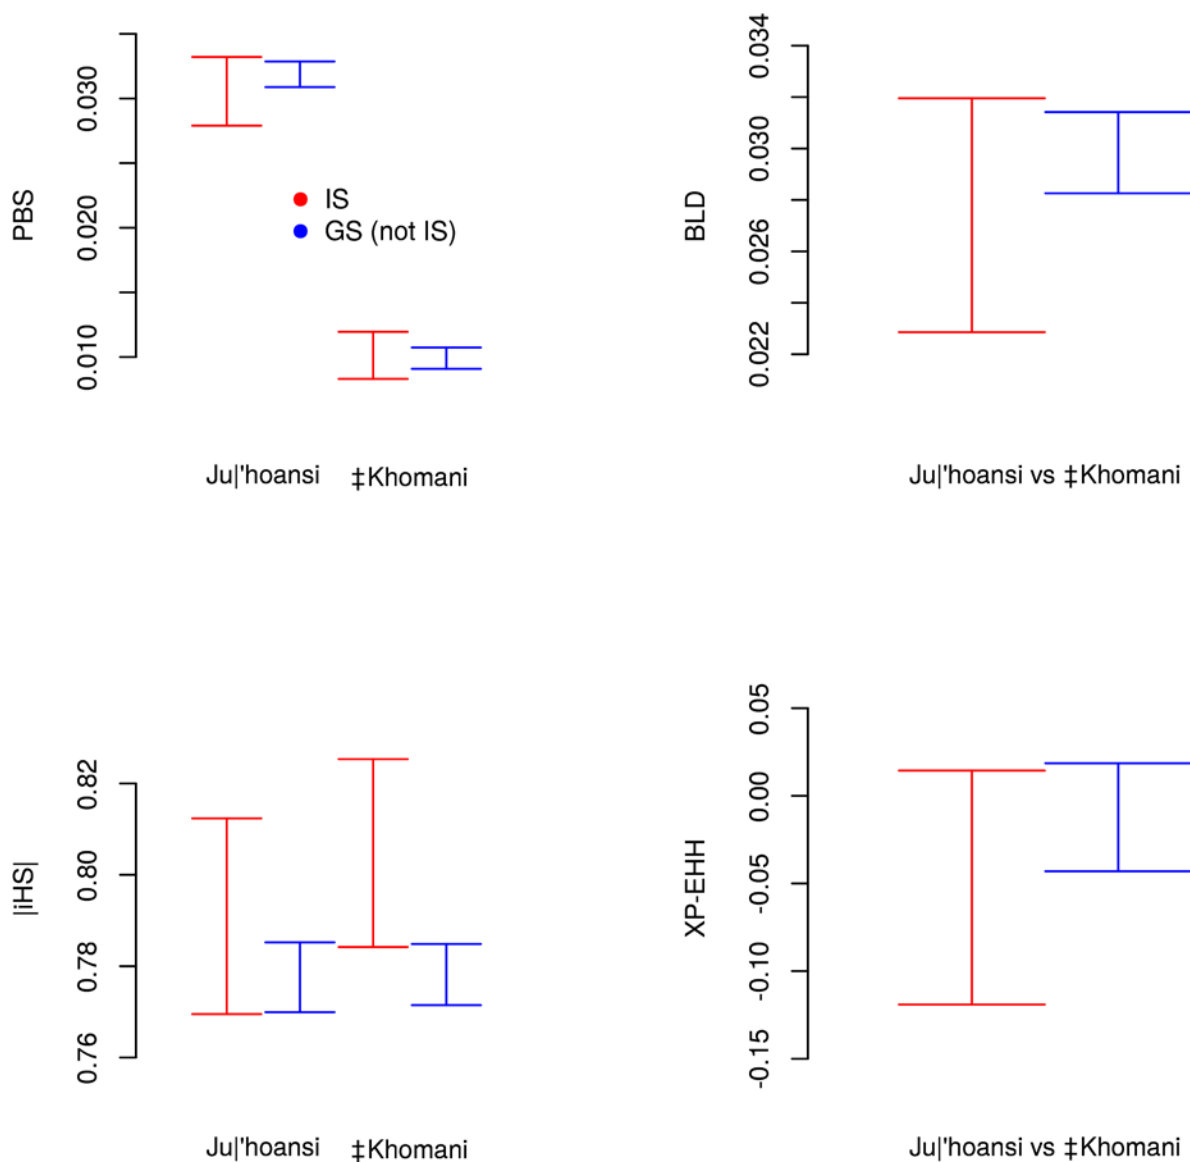 PBS
0.030
0.020
0.010
IS
GS (not IS)
Ju|'hoansi
‡Khomani
BLD
0.034
0.030
0.026
0.022
Ju|'hoansi vs ‡Khomani
|iHS|
0.82
0.80
0.78
0.76
Ju|'hoansi
‡Khomani
XP-EHH
0.05
0.00
-0.05
-0.10
-0.15
Ju|'hoansi vs ‡Khomani